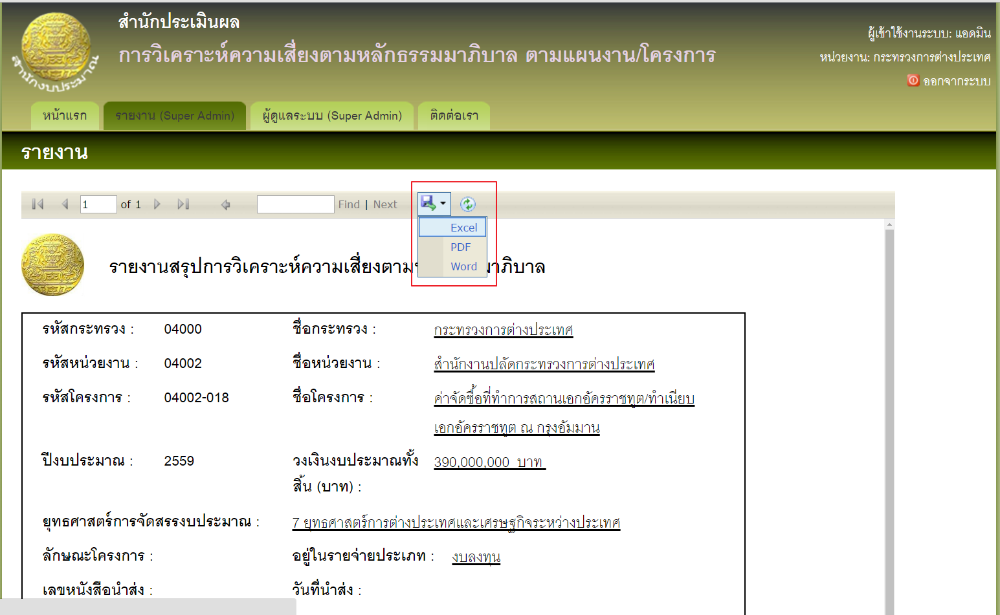 สำนักประเมินผล
การวิเคราะห์ความเสี่ยงตามหลักธรรมมาภิบาล ตามแผนงาน/โครงการ
ผู้เข้าใช้งานระบบ: แอดมิน
หน่วยงาน: กระทรวงการต่างประเทศ
ออกจากระบบ
สำนักงบประมาณ
หน้าแรก รายงาน (Super Admin) ผู้ดูแลระบบ (Super Admin) ติดต่อเรา
รายงาน
1 of 1 Find | Next
Excel
PDF
Word
รายงานสรุปการวิเคราะห์ความเสี่ยงตาม าภิบาล
รหัสกระทรวง : 04000 ชื่อกระทรวง : กระทรวงการต่างประเทศ
รหัสหน่วยงาน : 04002 ชื่อหน่วยงาน : สำนักงานปลัดกระทรวงการต่างประเทศ
รหัสโครงการ : 04002-018 ชื่อโครงการ : ค่าจัดซื้อที่ทำการสถานเอกอัครราชทูต/ทำเนียบ
เอกอัครราชทูต ณ กรุงอัมมาน
ปีงบประมาณ : 2559 วงเงินงบประมาณทั้ง 390,000,000 บาท
สิ้น (บาท) :
ยุทธศาสตร์การจัดสรรงบประมาณ : 7 ยุทธศาสตร์การต่างประเทศและเศรษฐกิจระหว่างประเทศ
ลักษณะโครงการ : อยู่ในรายจ่ายประเภท : งบลงทุน
เลขหนังสือนำส่ง : วันที่นำส่ง :